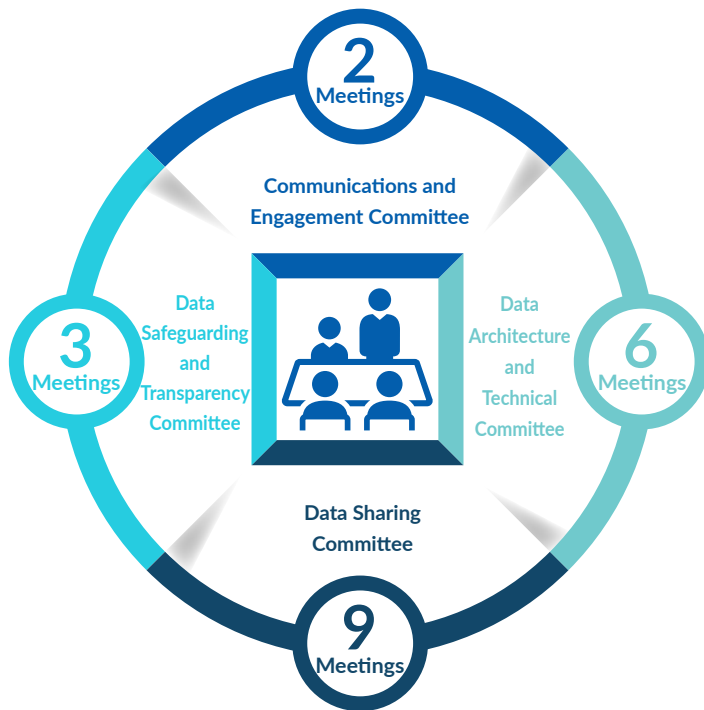 2
Meetings
Communications and
Engagement Committee
3
Meetings
Data
Safeguarding
and
Transparency
Committee
Data
Architecture
and
Technical
Committee
6
Meetings
Data Sharing
Committee
9
Meetings